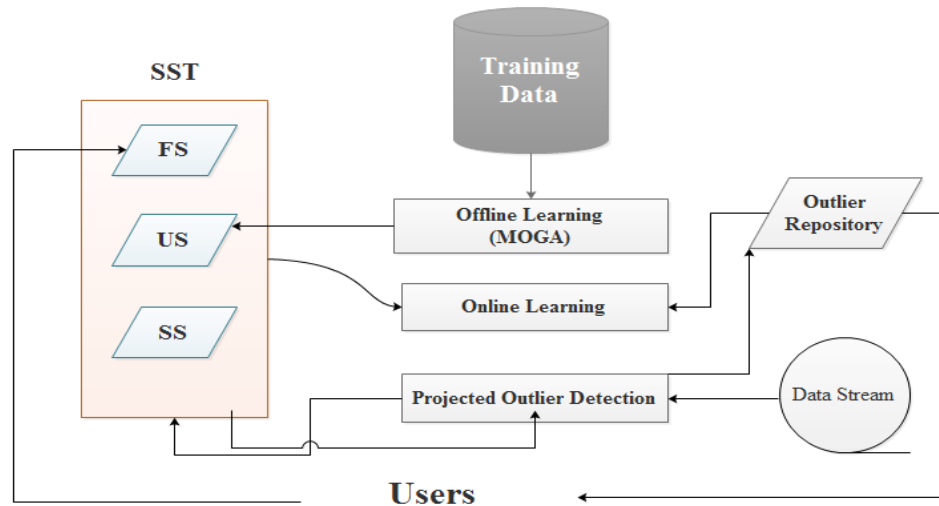 Training
Data
SST
FS
US
SS
Offline Learning
(MOGA)
Online Learning
Projected Outlier Detection
Outlier
Repository
Data Stream
Users